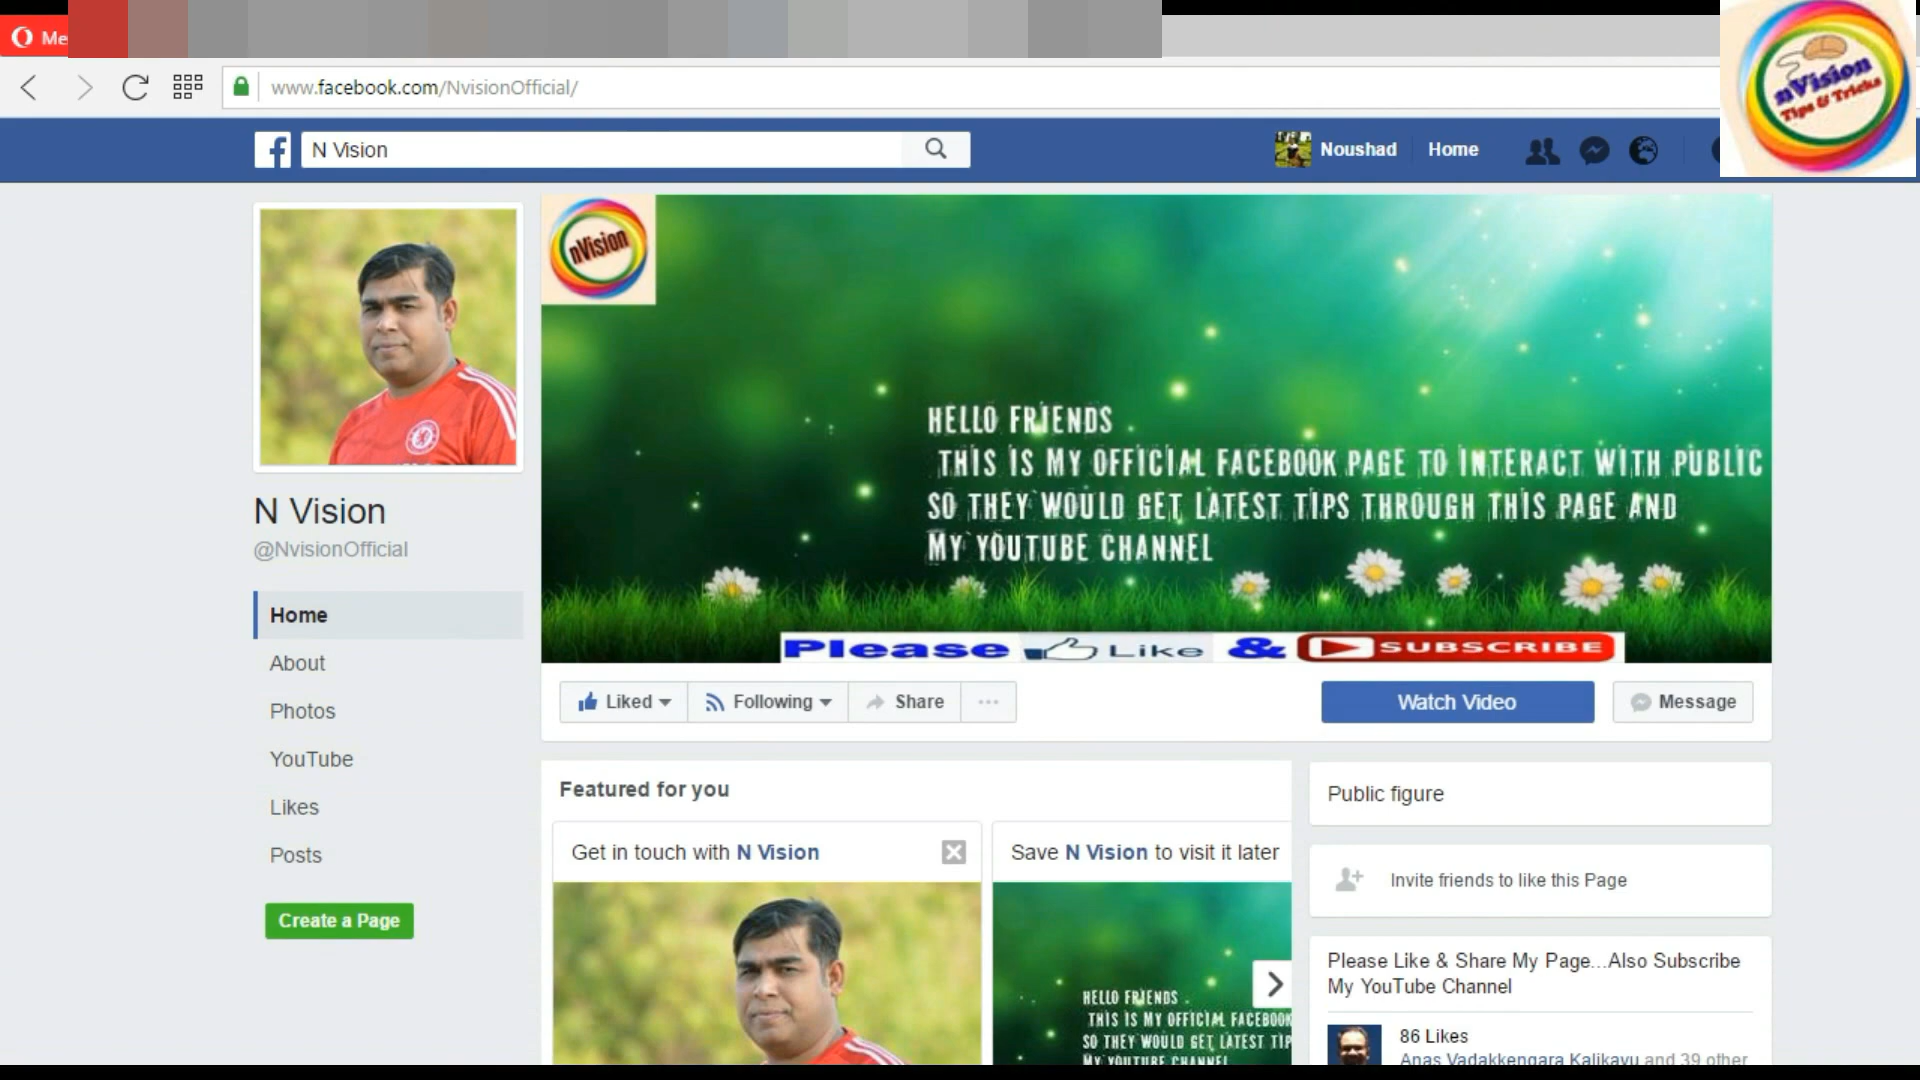 Me
nVision
Tips & Tricks
www.facebook.com/NvisionOfficial/
N Vision
Noushad
Home
nVision
HELLO FRIENDS .
THIS IS MY OFFICIAL FACEBOOK PAGE TO INTERACT WITH PUBLIC
SO THEY WOULD GET LATEST TIPS THROUGH THIS PAGE AND
MY YOUTUBE CHANNEL
Please Like & SUBSCRIBE
N Vision
@NvisionOfficial
Home
About
Photos
YouTube
Likes
Posts
Create a Page
Liked
Following
Share
Watch Video
Message
Featured for you
Get in touch with N Vision
Save N Vision to visit it later
HELLO FRIENDS .
THIS IS MY OFFICIAL FACEBOOK
SO THEY WOULD GET LATEST TIP
MY YOUTUBE CHANNEL
Public figure
Invite friends to like this Page
Please Like & Share My Page...Also Subscribe
My YouTube Channel
86 Likes
Anas Vadakkengara Kalikavu and 39 other